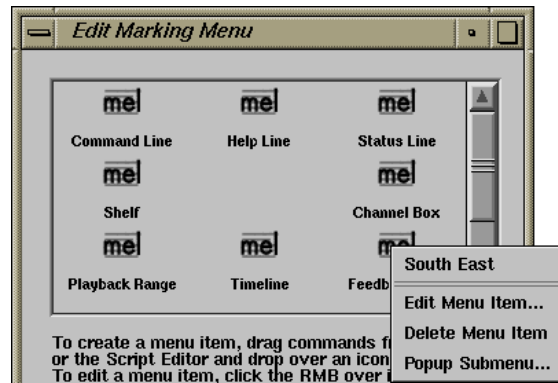 Edit Marking Menu
mel mel mel
Command Line Help Line Status Line
mel mel
Shelf Channel Box
mel mel
Playback Range Timeline
South East
Edit Menu Item...
Delete Menu Item
Popup Submenu...
To create a menu item, drag commands
or the Script Editor and drop over an icon
To edit a menu item, click the RMB over